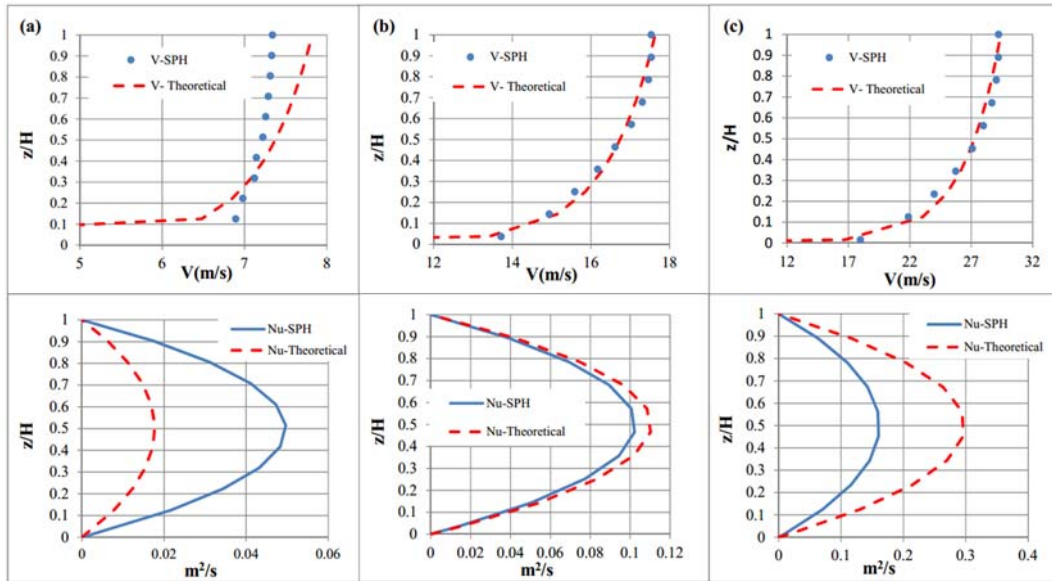 (a)
1
0.9
0.8
0.7
0.6
0.5
0.4
0.3
0.2
0.1
0
z/H
V-SPH
V- Theoretical
5 6 7 8
V(m/s)
(b)
1
0.9
0.8
0.7
0.6
0.5
0.4
0.3
0.2
0.1
0
z/H
V-SPH
V- Theoretical
12 14 16 18
V(m/s)
(c)
1
0.9
0.8
0.7
0.6
0.5
0.4
0.3
0.2
0.1
0
z/H
V-SPH
V- Theoretical
12 17 22 27 32
V(m/s)
1
0.9
0.8
0.7
0.6
0.5
0.4
0.3
0.2
0.1
0
z/H
Nu-SPH
Nu-Theoretical
0 0.02 0.04 0.06
m²/s
1
0.9
0.8
0.7
0.6
0.5
0.4
0.3
0.2
0.1
0
z/H
Nu-SPH
Nu-Theoretical
0 0.02 0.04 0.06 0.08 0.1 0.12
m²/s
1
0.9
0.8
0.7
0.6
0.5
0.4
0.3
0.2
0.1
0
z/H
Nu-SPH
Nu-Theoretical
0 0.1 0.2 0.3 0.4
m²/s